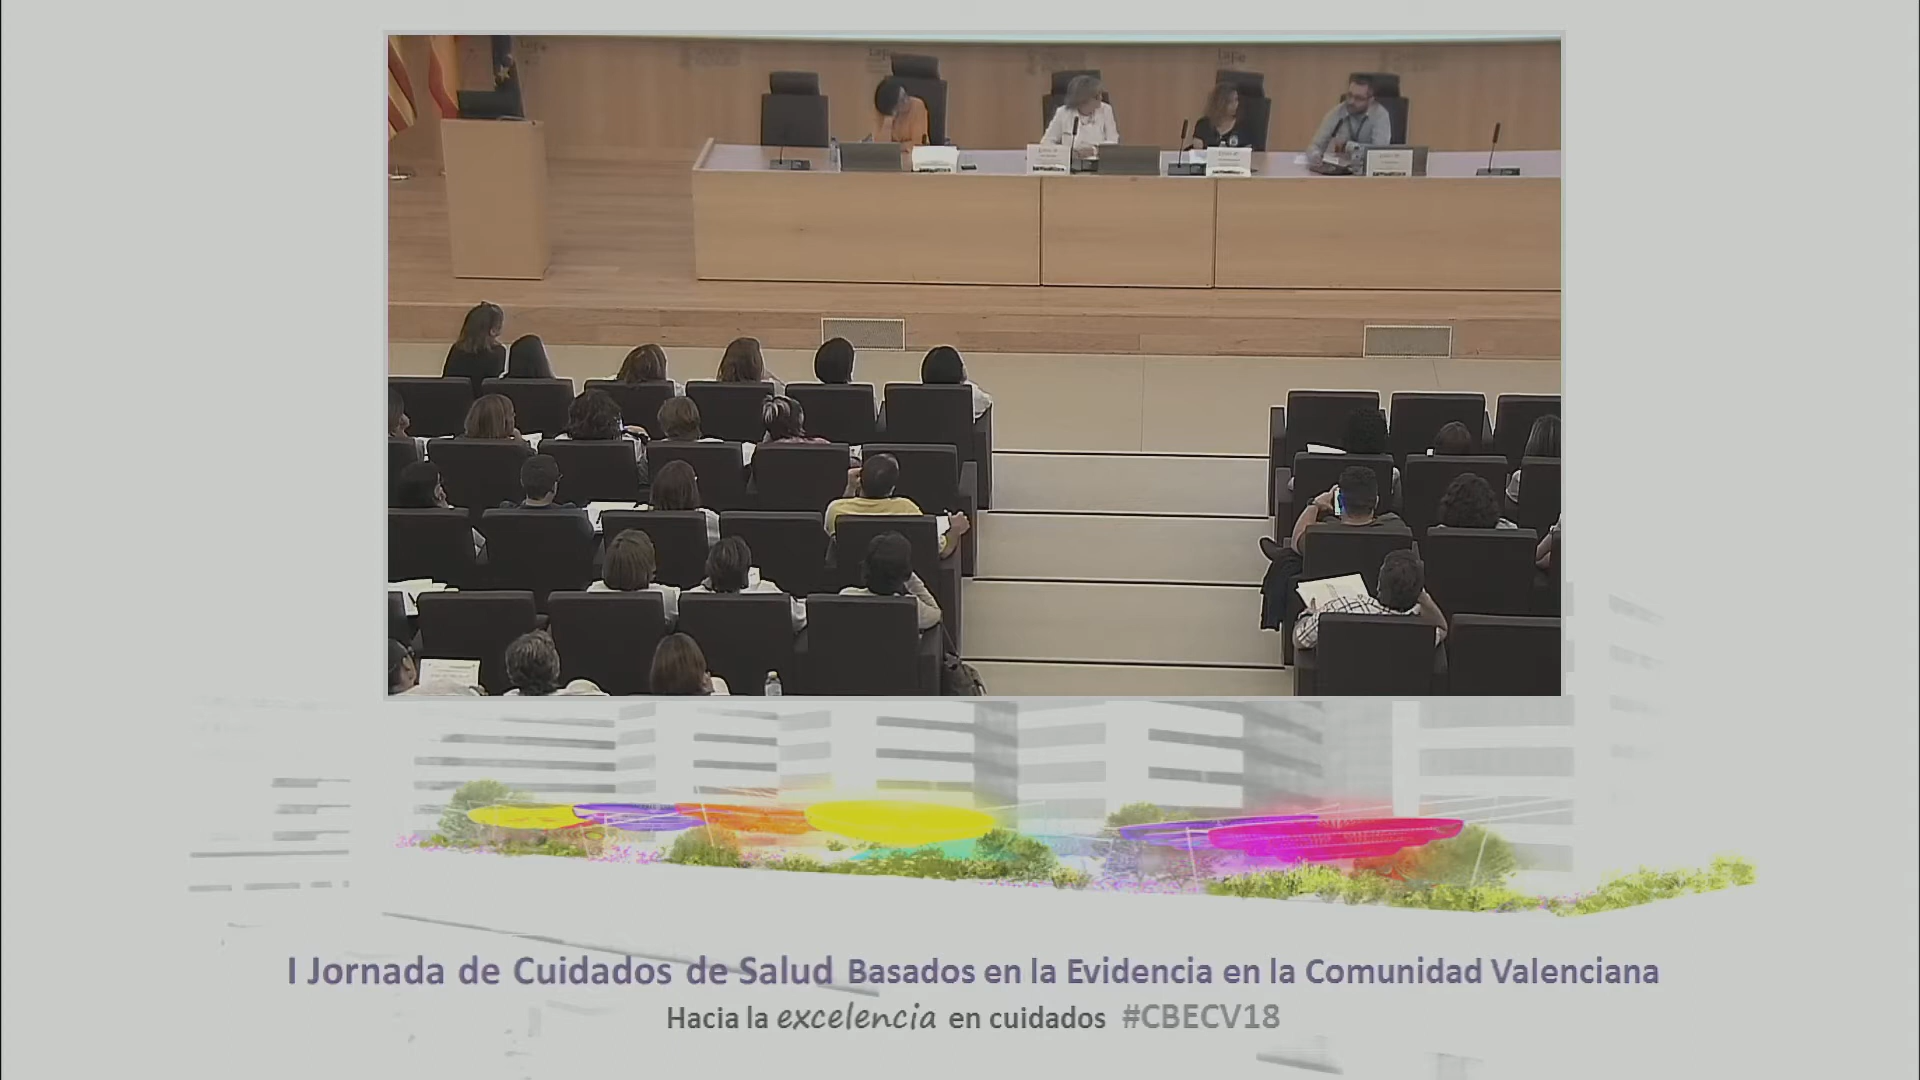 I Jornada de Cuidados de Salud Basados en la Evidencia en la Comunidad Valenciana
Hacia la excelencia en cuidados #CBECV18